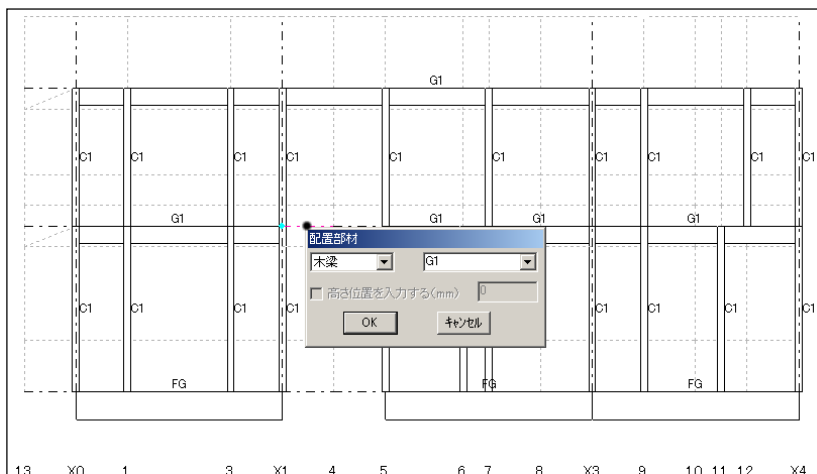 G1
C1 C1 C1 C1 C1 C1 C1 C1 C1 C1
G1 G1 G1 G1
配置部材
木梁 G1
高さ位置を入力する(mm) 0
OK キャンセル
C1 C1 C1 C1 C1 C1 C1 C1
FG FG FG
13 X0 1 3 X1 4 5 6 7 8 X3 9 10 11 12 X4